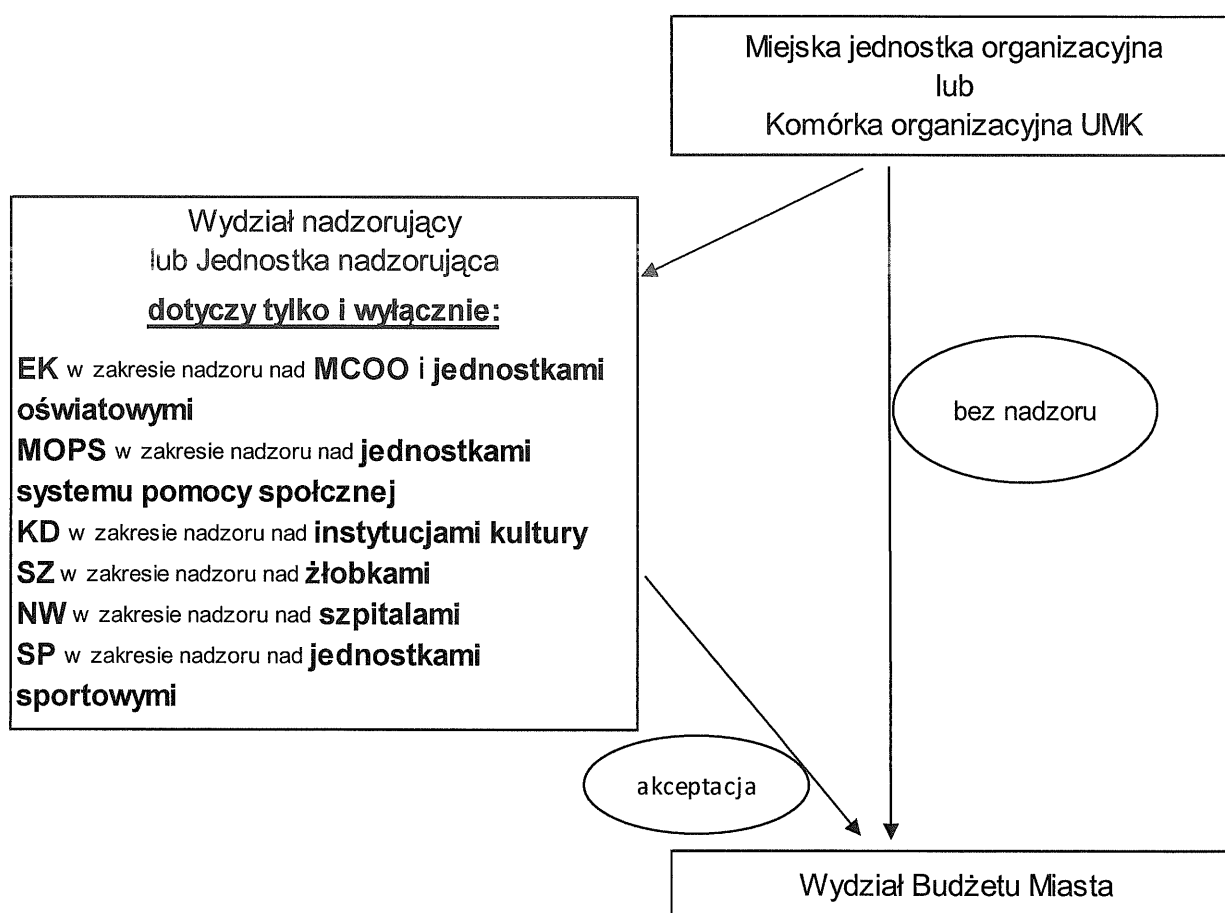 Miejska jednostka organizacyjna
lub
Komórka organizacyjna UMK
Wydział nadzorujący
lub Jednostka nadzorująca
dotyczy tylko i wyłącznie:
EK w zakresie nadzoru nad MCOO i jednostkami
oświatowymi
MOPS w zakresie nadzoru nad jednostkami
systemu pomocy społcznej
KD w zakresie nadzoru nad instytucjami kultury
SZ w zakresie nadzoru nad żłobkami
NW w zakresie nadzoru nad szpitalami
SP w zakresie nadzoru nad jednostkami
sportowymi
bez nadzoru
akceptacja
Wydział Budżetu Miasta